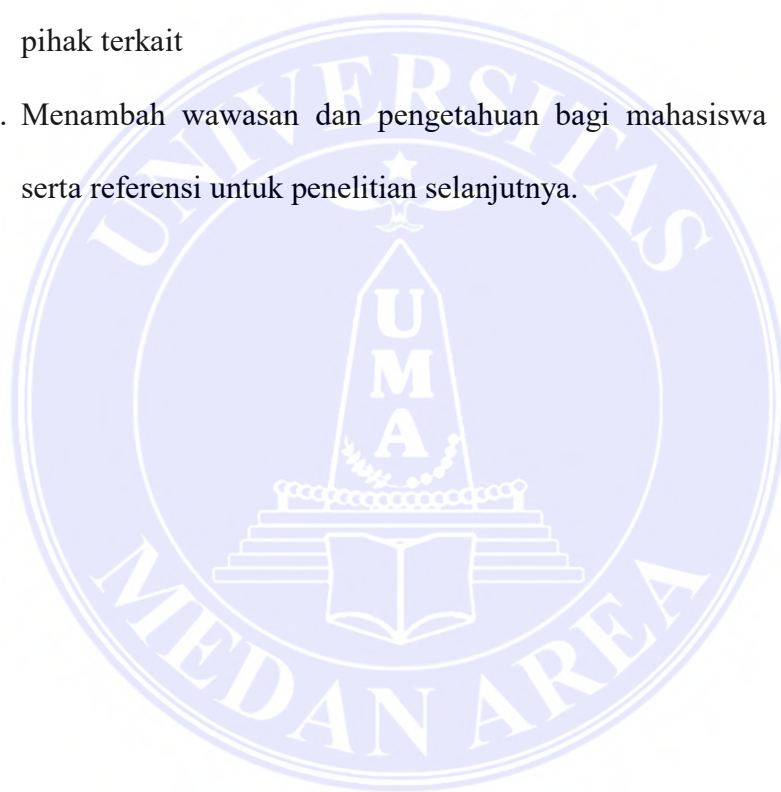 pihak terkait
. Menambah wawasan dan pengetahuan bagi mahasiswa
serta referensi untuk penelitian selanjutnya.
UNIVERSITAS
U
M
A
MEDAN AREA